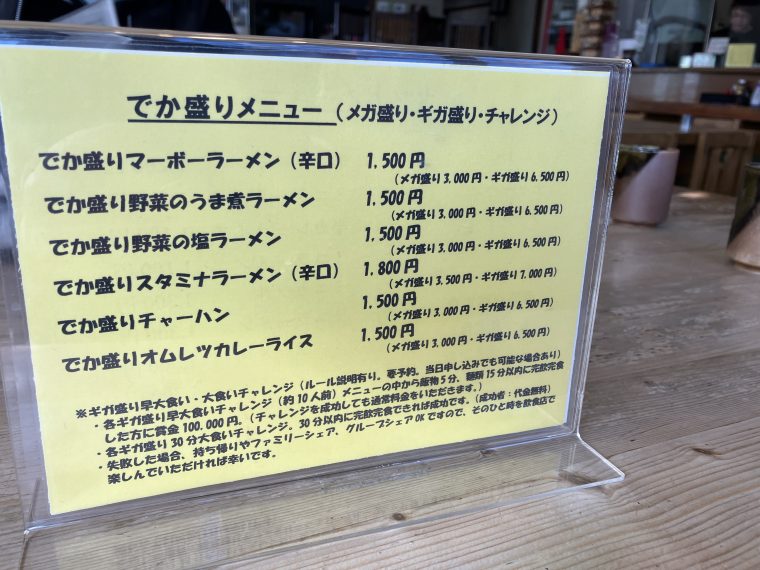 でか盛りメニュー（メガ盛り・ギガ盛り・チャレンジ）
でか盛りマーボーラーメン（辛口） 1.500円
（メガ盛り3.000円・ギガ盛り6.500円）
でか盛り野菜のうま煮ラーメン 1.500円
（メガ盛り3.000円・ギガ盛り6.500円）
でか盛り野菜の塩ラーメン 1.500円
（メガ盛り3.000円・ギガ盛り6.500円）
でか盛りスタミナラーメン（辛口） 1.800円
（メガ盛り3.500円・ギガ盛り7.000円）
でか盛りチャーハン 1.500円
（メガ盛り3.000円・ギガ盛り6.500円）
でか盛りオムレツカレーライス 1.500円
（メガ盛り3.000円・ギガ盛り6.500円）
※ギガ盛り早大食い・大食いチャレンジ（ルール説明有り。要予約。当日申し込みでも可能な場合あり）
・各ギガ盛り早大食いチャレンジ（約10人前）メニューの中から飯物5分、麺類15分以内に完飲完食
した方に賞金100.000円。（チャレンジを成功しても通常料金をいただきます。）
・各ギガ盛り30分大食いチャレンジ。30分以内に完飲完食できれば成功です。（成功者：代金無料）
・失敗した場合、持ち帰りやファミリーシェア、グループシェアOKですので、そのひと時を飲食店で
楽しんでいただければ幸いです。